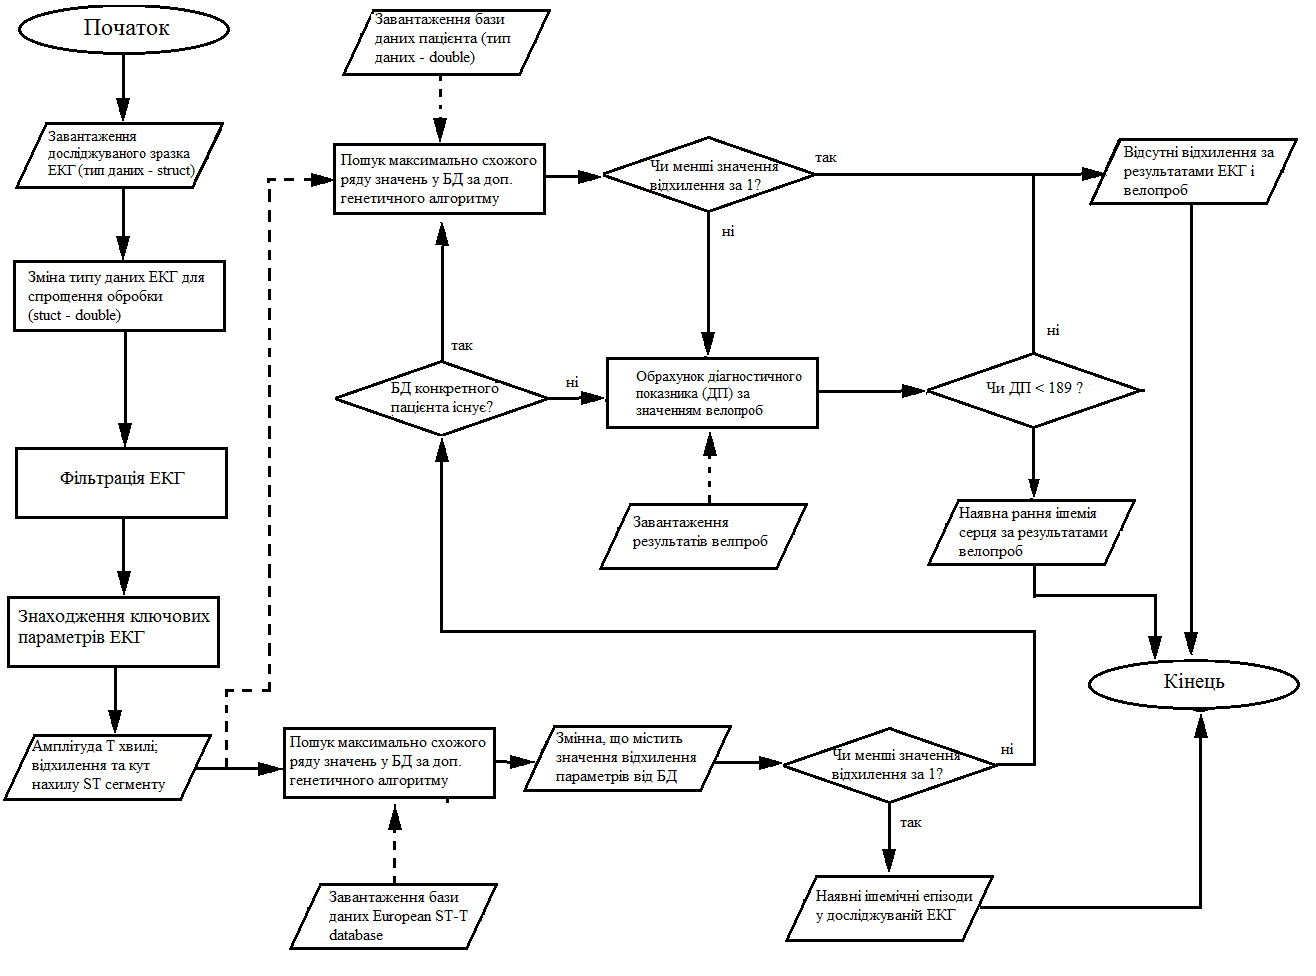 Початок
Завантаження
досліджуваного зразка
ЕКГ (тип даних - struct)
Зміна типу даних ЕКГ для
спрощення обробки
(stuct - double)
Фільтрація ЕКГ
Знаходження ключових
параметрів ЕКГ
Амплітуда Т хвилі;
відхилення та кут
нахилу ST сегменту
Завантаження бази
даних пацієнта (тип
даних - double)
Пошук максимально схожого
ряду значень у БД за доп.
генетичного алгоритму
Чи менші значення
відхилення за 1?
так
ні
Відсутні відхилення за
результатами ЕКГ і
велопроб
так
БД конкретного
пацієнта існує?
ні
Обрахунок діагностичного
показника (ДП) за
значенням велопроб
ні
Чи ДП < 189 ?
Завантаження
результатів велпроб
Наявна рання ішемія
серця за результатами
велопроб
Кінець
Пошук максимально схожого
ряду значень у БД за доп.
генетичного алгоритму
Змінна, що містить
значення відхилення
параметрів від БД
Чи менші значення
відхилення за 1?
ні
так
Завантаження бази
даних European ST-T
database
Наявні ішемічні епізоди
у досліджуваній ЕКГ